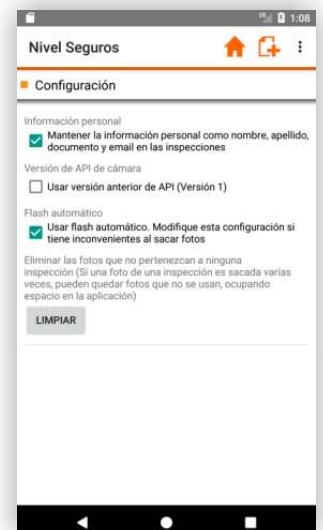 1:08
Nivel Seguros
Configuración
Información personal
Mantener la información personal como nombre, apellido,
documento y email en las inspecciones
Versión de API de cámara
Usar versión anterior de API (Versión 1)
Flash automático
Usar flash automático. Modifique esta configuración si
tiene inconvenientes al sacar fotos
Eliminar las fotos que no pertenezcan a ninguna
inspección (Si una foto de una inspección es sacada varias
veces, pueden quedar fotos que no se usan, ocupando
espacio en la aplicación)
LIMPIAR